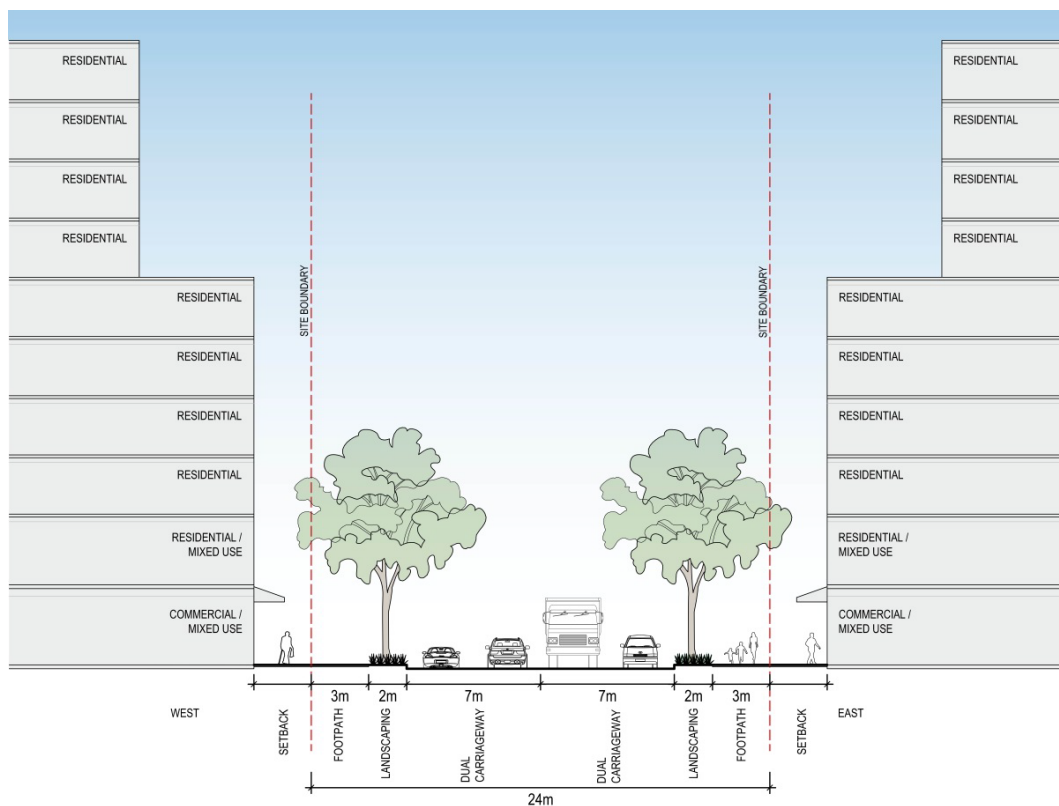 RESIDENTIAL
RESIDENTIAL
RESIDENTIAL
RESIDENTIAL
RESIDENTIAL
RESIDENTIAL
RESIDENTIAL
RESIDENTIAL
RESIDENTIAL /
MIXED USE
COMMERCIAL /
MIXED USE
SITE BOUNDARY
SITE BOUNDARY
RESIDENTIAL
RESIDENTIAL
RESIDENTIAL
RESIDENTIAL
RESIDENTIAL
RESIDENTIAL
RESIDENTIAL
RESIDENTIAL
RESIDENTIAL /
MIXED USE
COMMERCIAL /
MIXED USE
3m
2m
7m
7m
2m
3m
WEST
SETBACK
FOOTPATH
LANDSCAPING
DUAL
CARRIAGEWAY
DUAL
CARRIAGEWAY
LANDSCAPING
FOOTPATH
SETBACK
EAST
24m